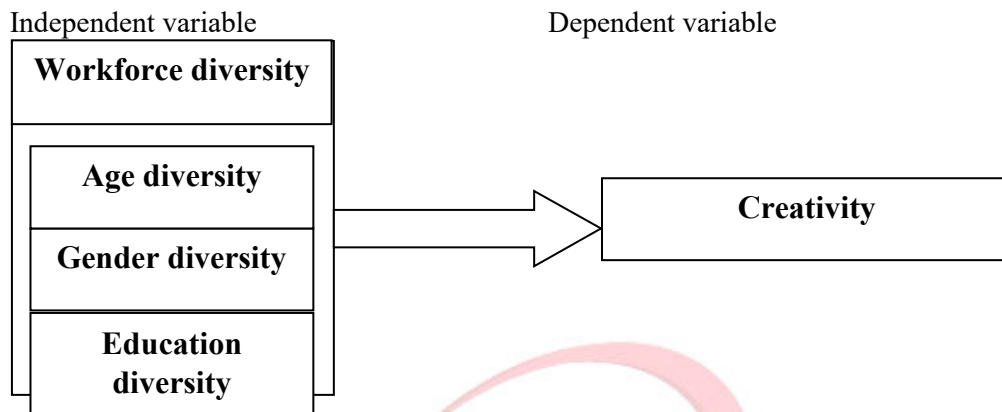 Independent variable
Dependent variable
Workforce diversity
Age diversity
Gender diversity
Education
diversity
Creativity